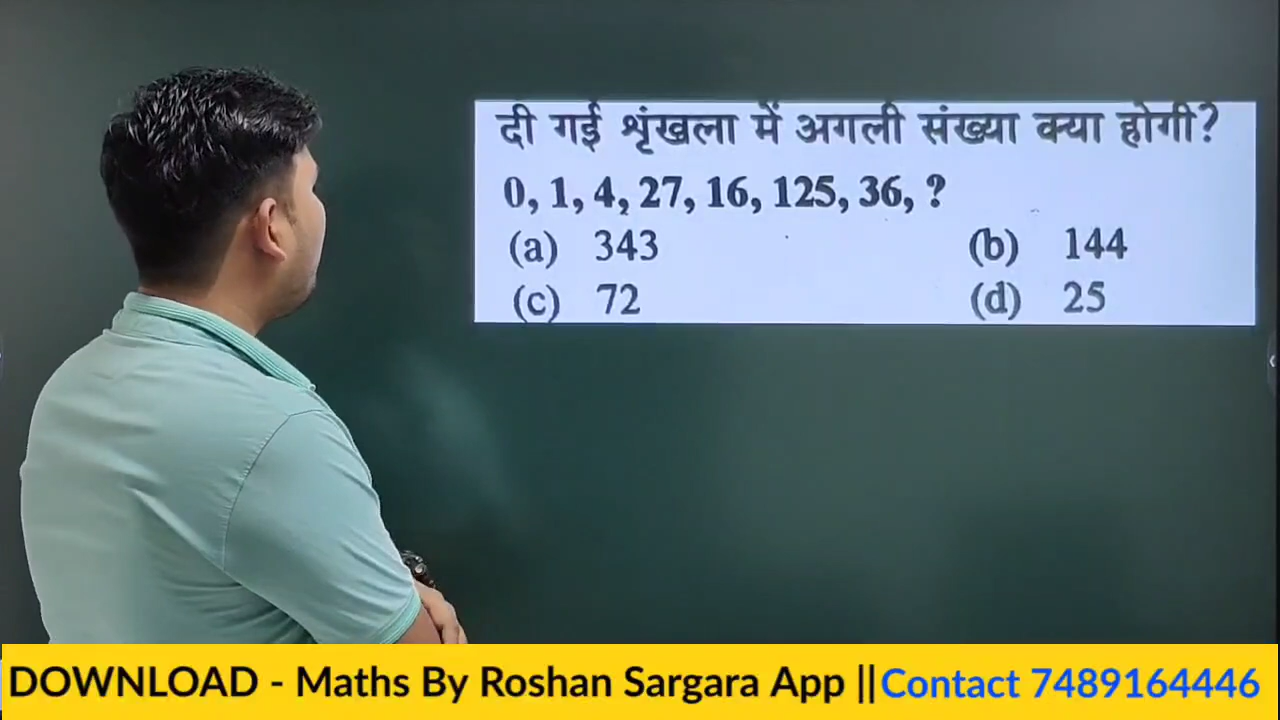 दी गई शृंखला में अगली संख्या क्या होगी?
0, 1, 4, 27, 16, 125, 36, ?
(a) 343 (b) 144
(c) 72 (d) 25
DOWNLOAD - Maths By Roshan Sargara App || Contact 7489164446